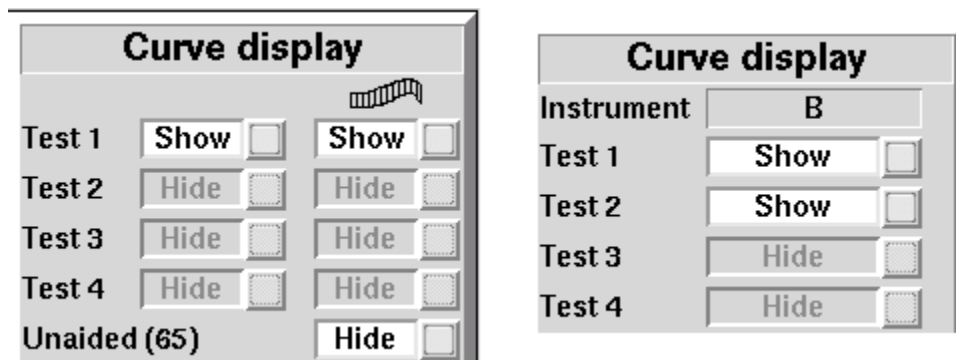 Curve display
Test 1 Show Show
Test 2 Hide Hide
Test 3 Hide Hide
Test 4 Hide Hide
Unaided (65) Hide
Curve display
Instrument B
Test 1 Show
Test 2 Show
Test 3 Hide
Test 4 Hide